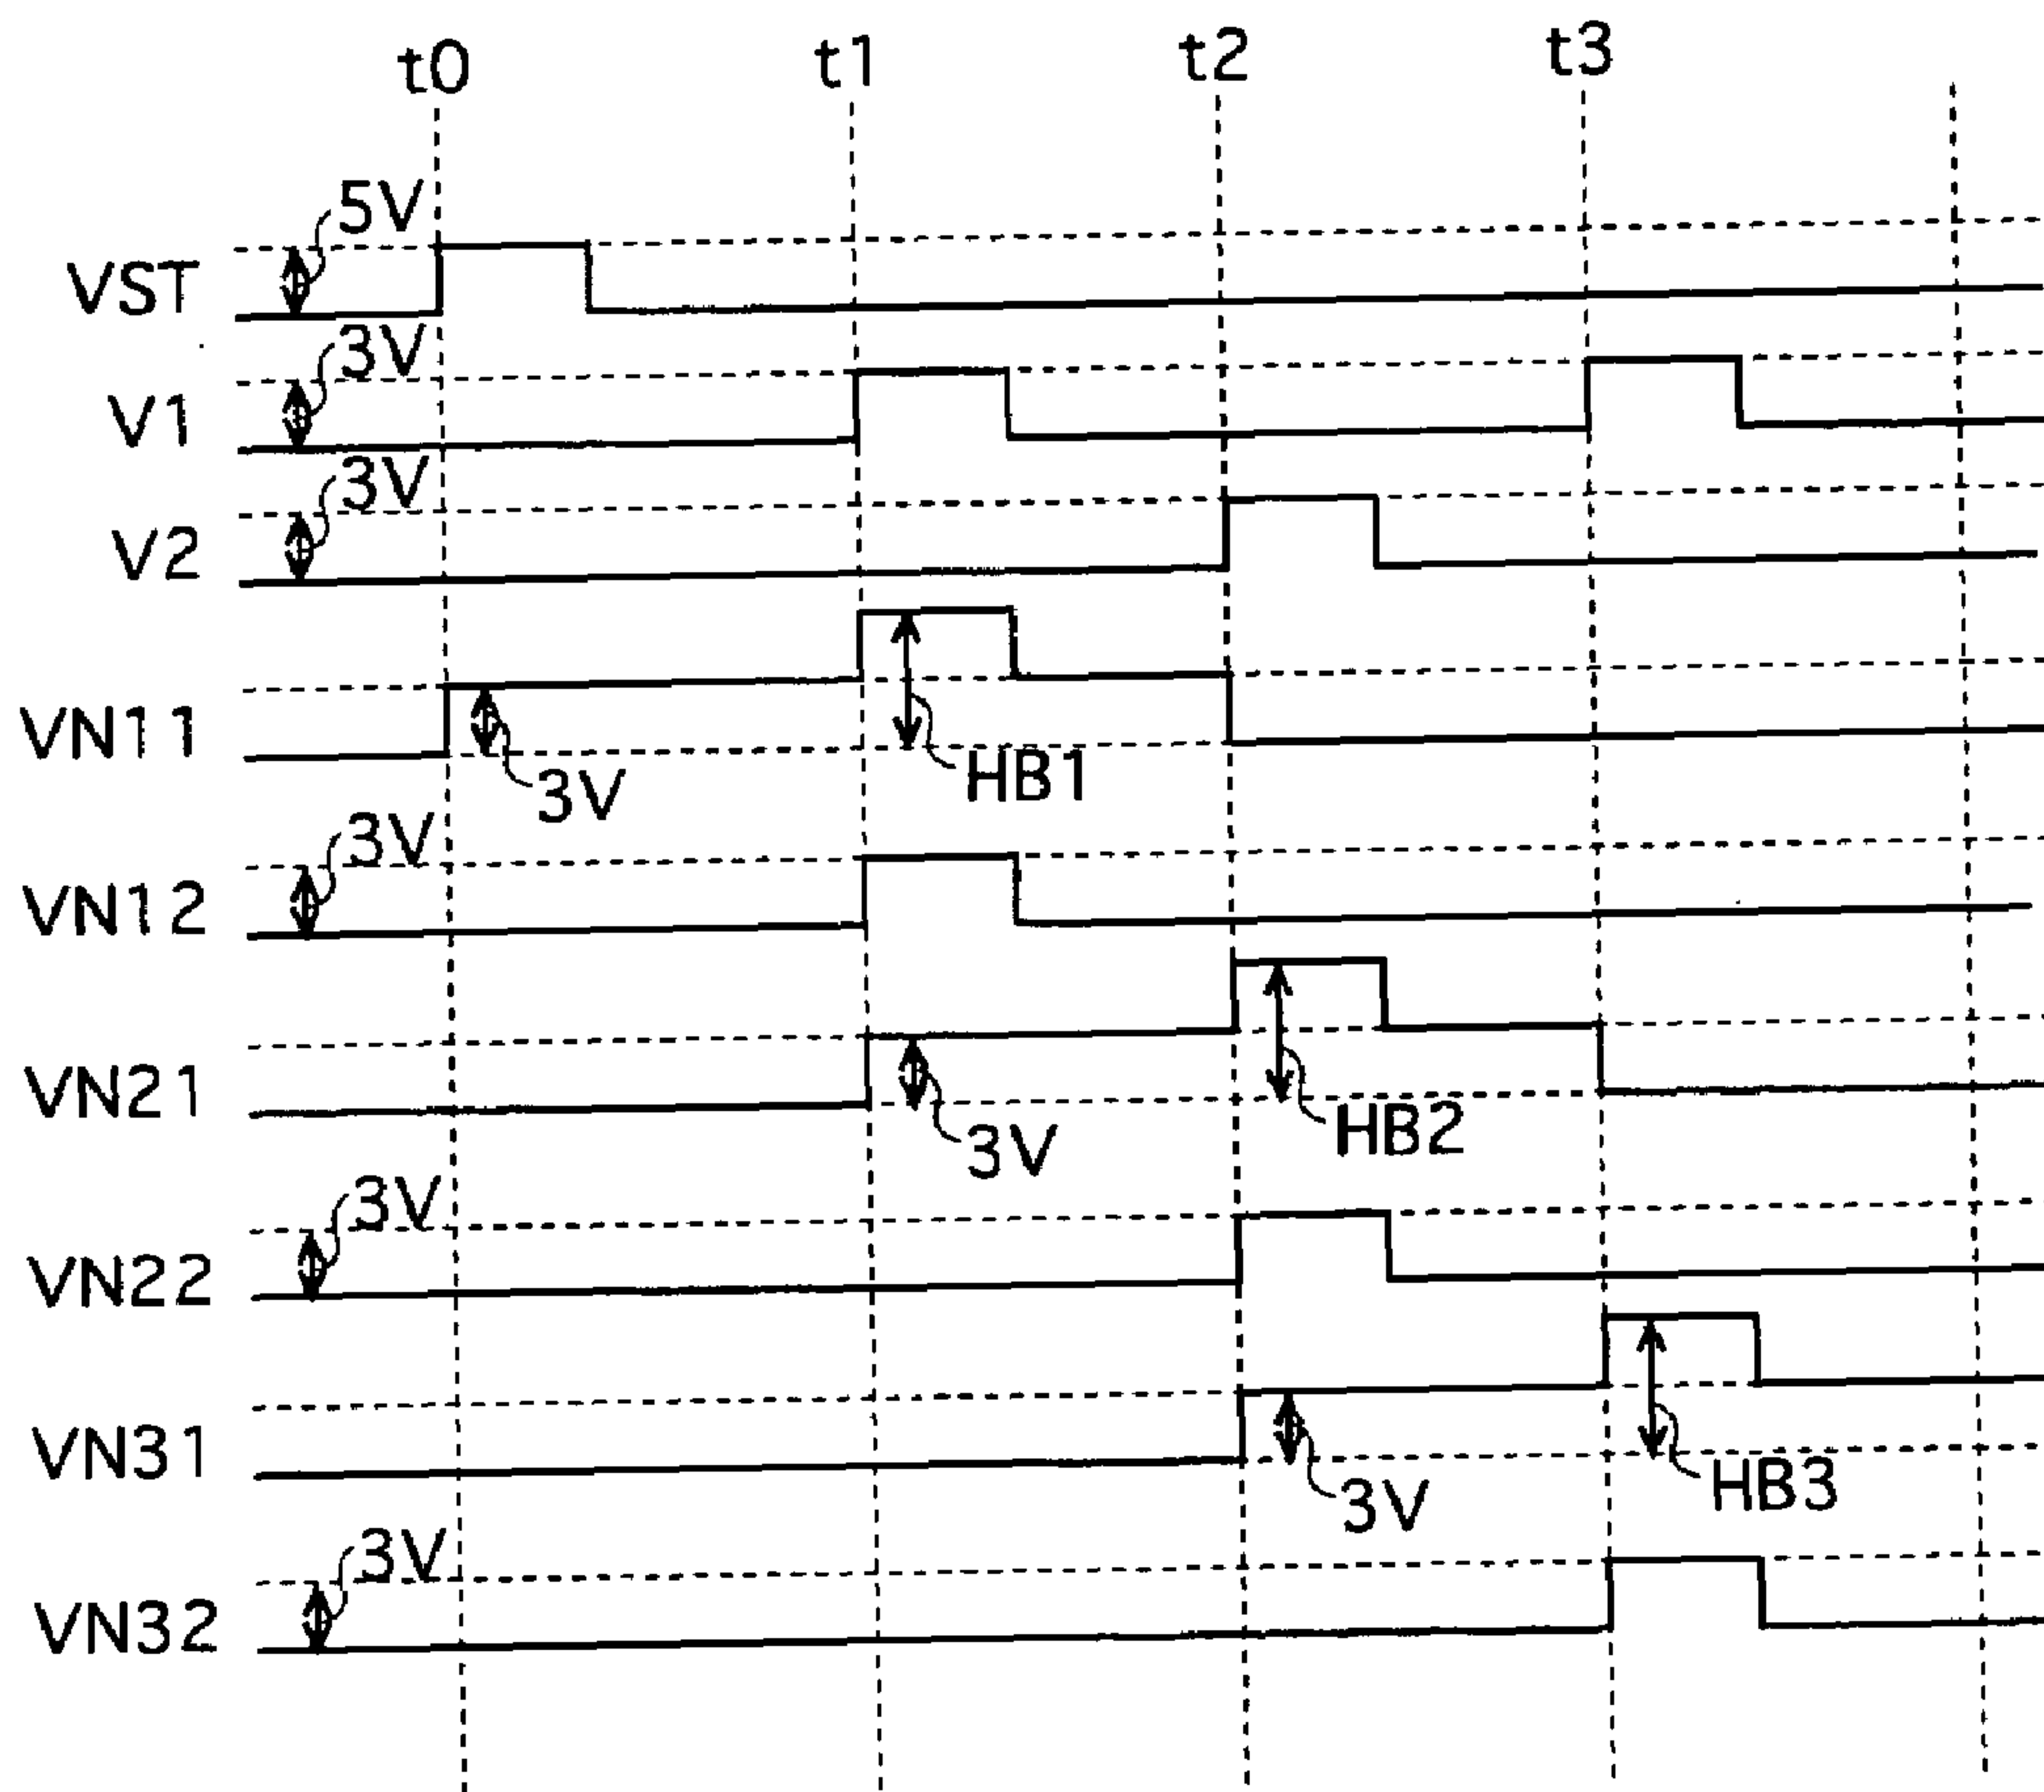 t0 t1 t2 t3
5V
VST
3V
V1
3V
V2
VN11
HB1
3V
3V
VN12
VN21
HB2
3V
3V
VN22
VN31
HB3
3V
3V
VN32